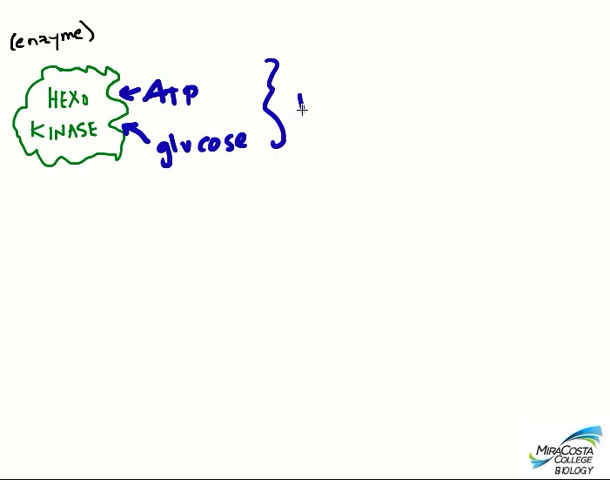 (enzyme)
HEXO
KINASE
ATP
glucose
MIRACOSTA
COLLEGE
BIOLOGY